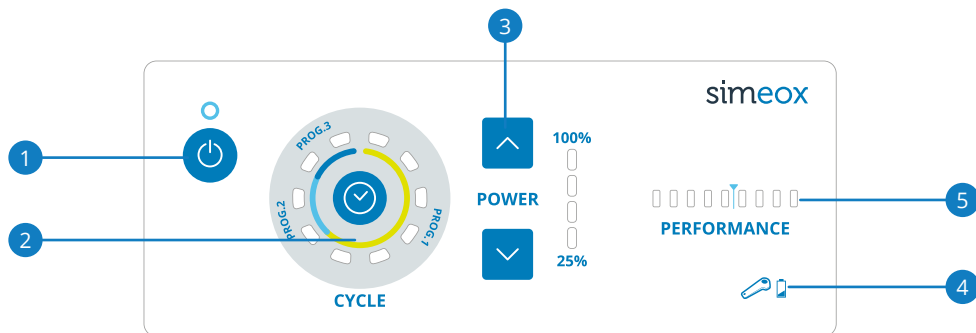 3
simeox
1
PROG.3
100%
PROG.2
PROG.1
POWER
5
PERFORMANCE
2
25%
4
CYCLE